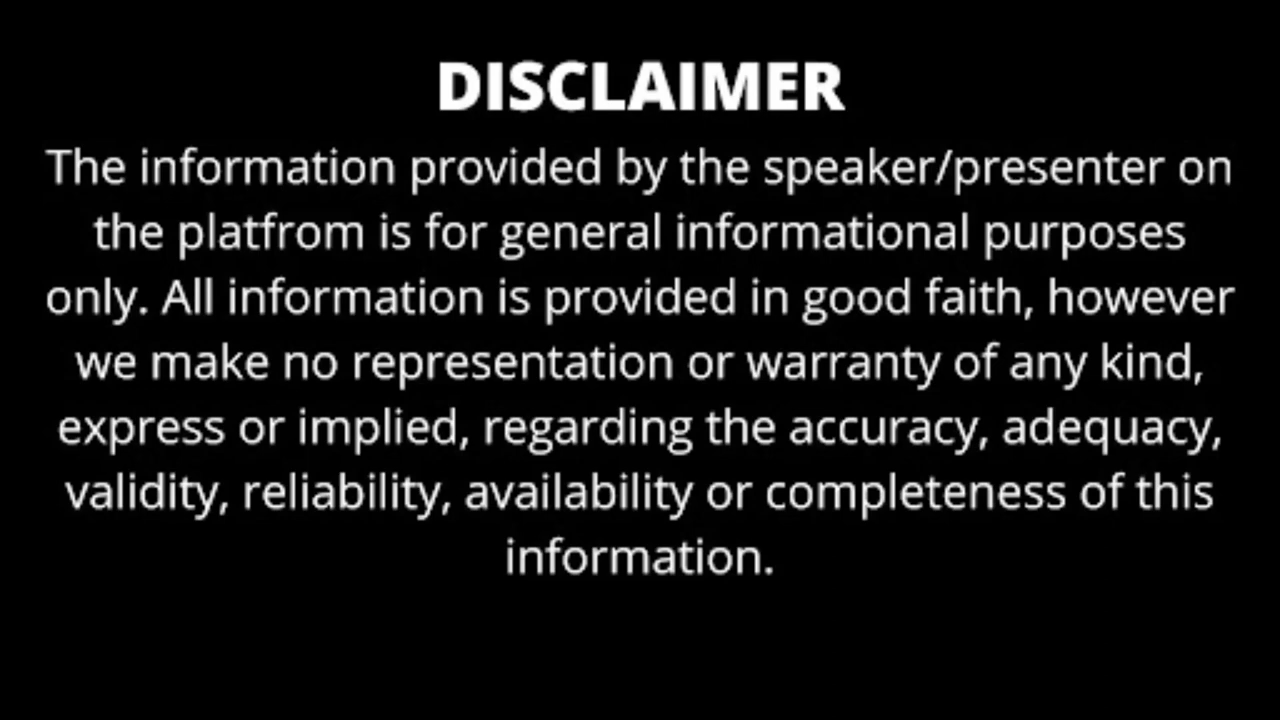 DISCLAIMER
The information provided by the speaker/presenter on
the platfrom is for general informational purposes
only. All information is provided in good faith, however
we make no representation or warranty of any kind,
express or implied, regarding the accuracy, adequacy,
validity, reliability, availability or completeness of this
information.